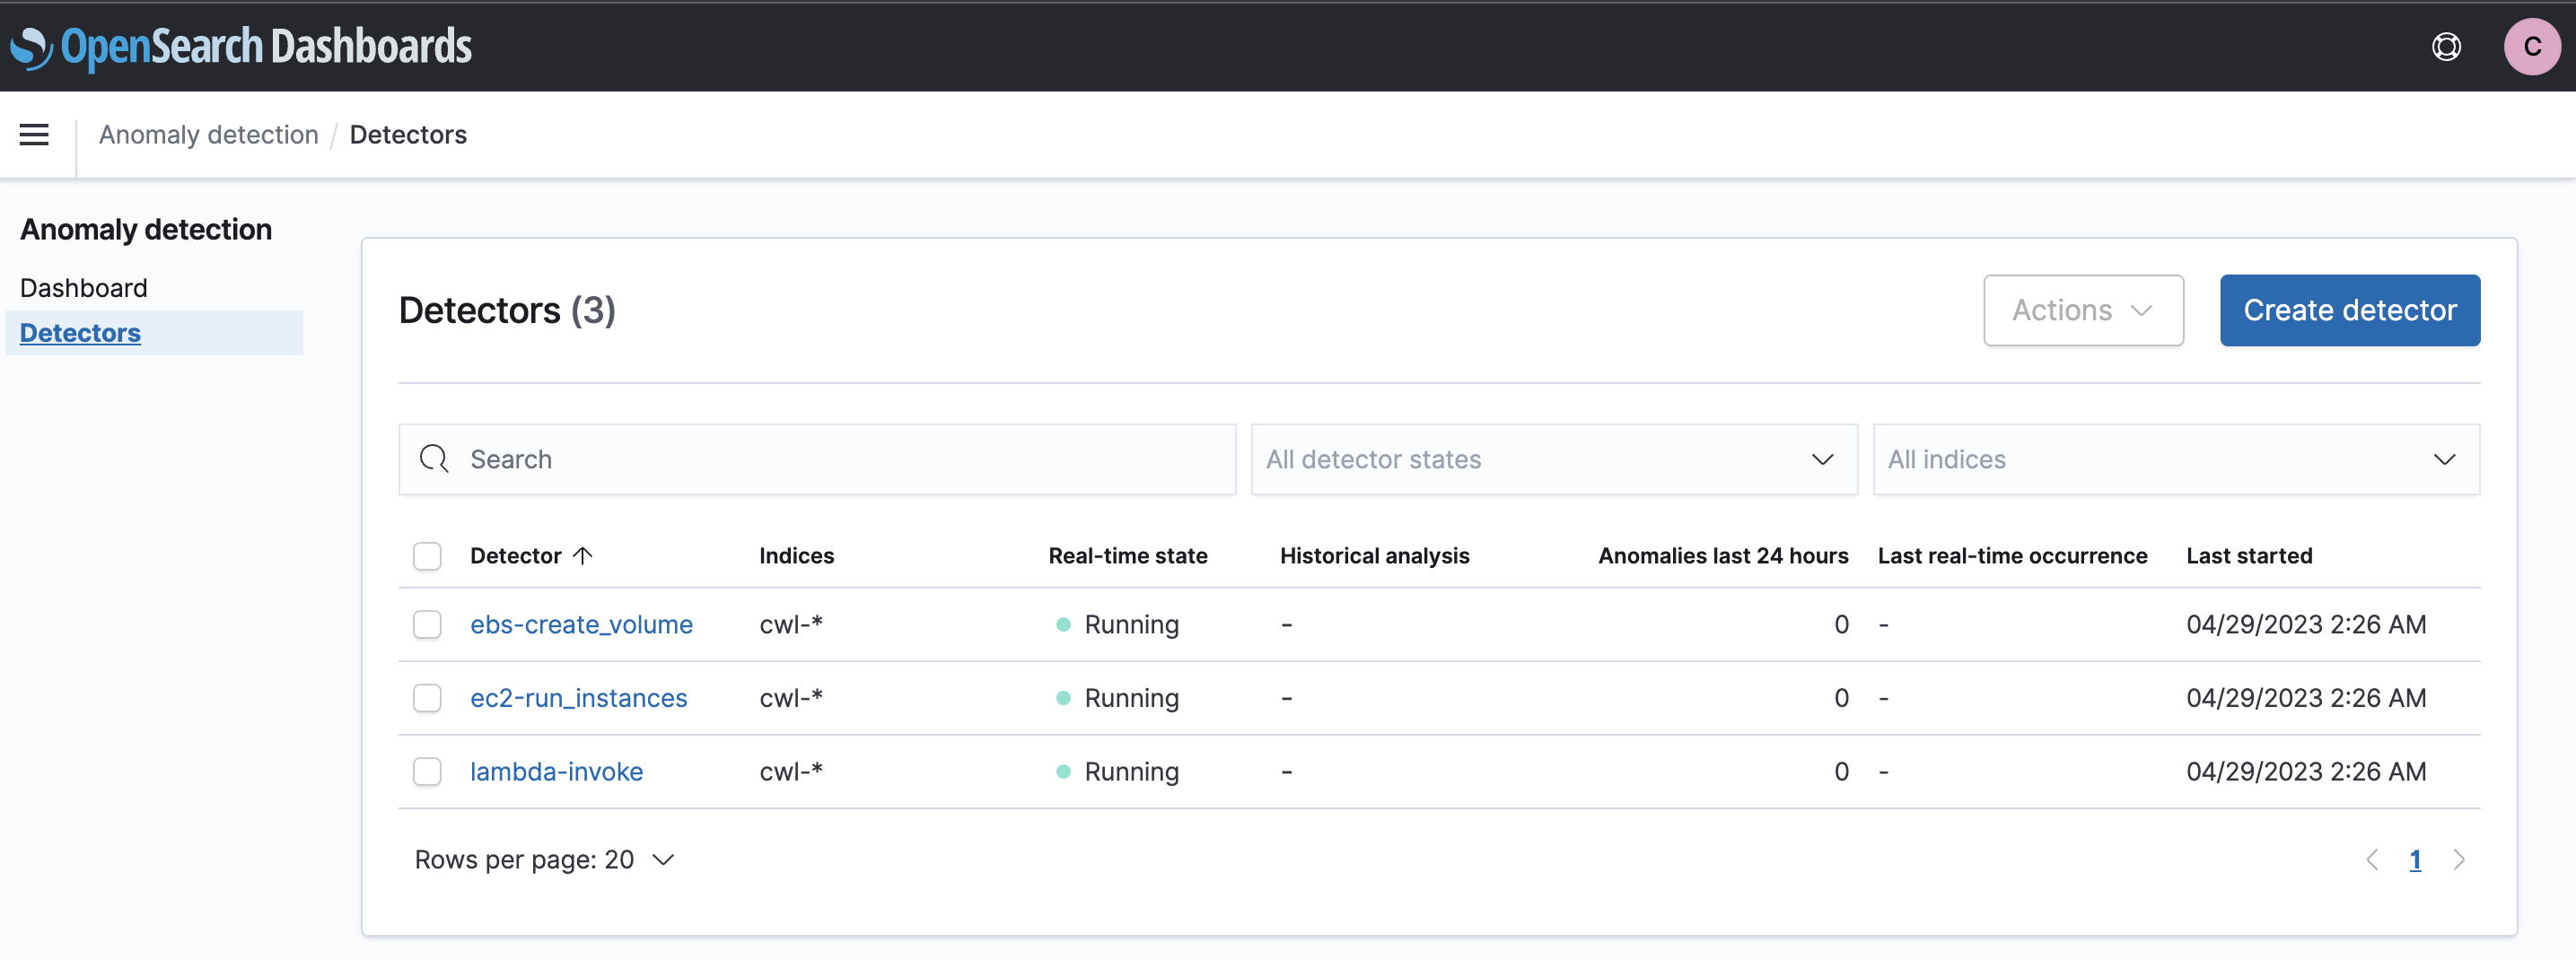 OpenSearch Dashboards
C
Anomaly detection / Detectors
Anomaly detection
Dashboard
Detectors
Detectors (3)
Actions
Create detector
Search
All detector states
All indices
Detector Indices Real-time state Historical analysis Anomalies last 24 hours Last real-time occurrence Last started
ebs-create_volume cwl-* Running - 0 - 04/29/2023 2:26 AM
ec2-run_instances cwl-* Running - 0 - 04/29/2023 2:26 AM
lambda-invoke cwl-* Running - 0 - 04/29/2023 2:26 AM
Rows per page: 20
1